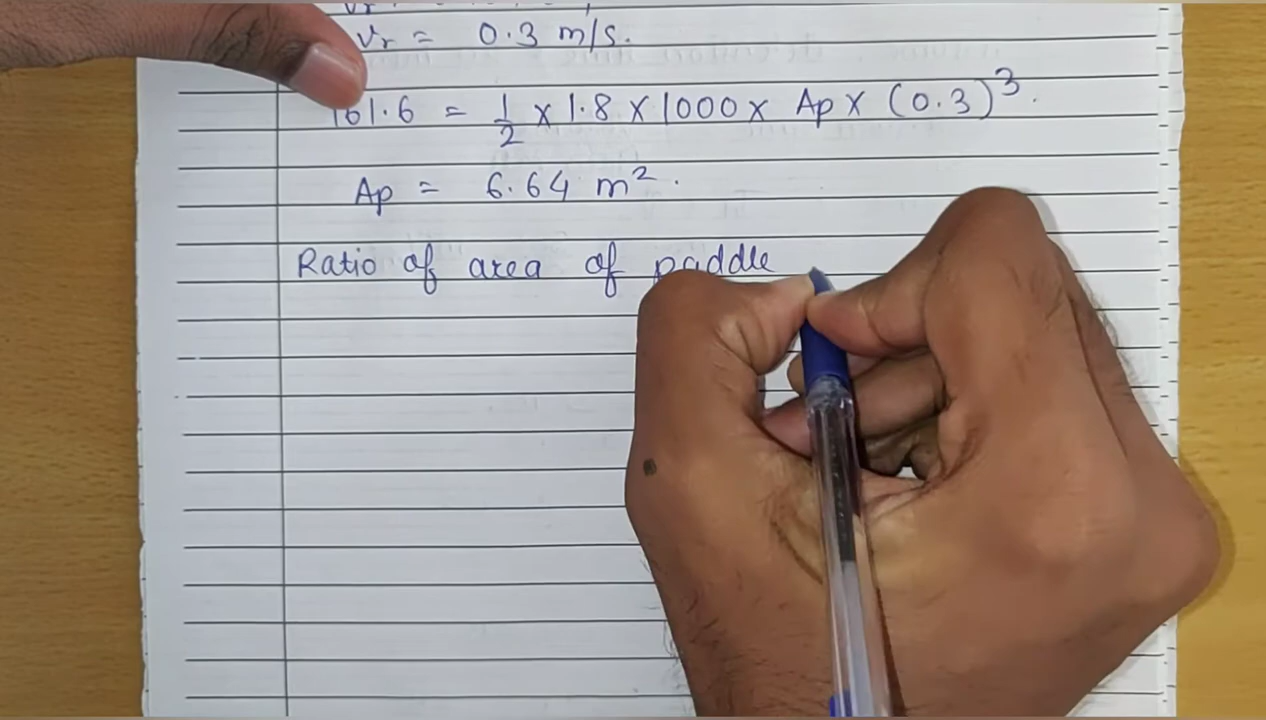 vr = 0.3 m/s.
161.6 = 1/2 x 1.8 x 1000 x Ap x (0.3)^3.
Ap = 6.64 m².
Ratio of area of paddle